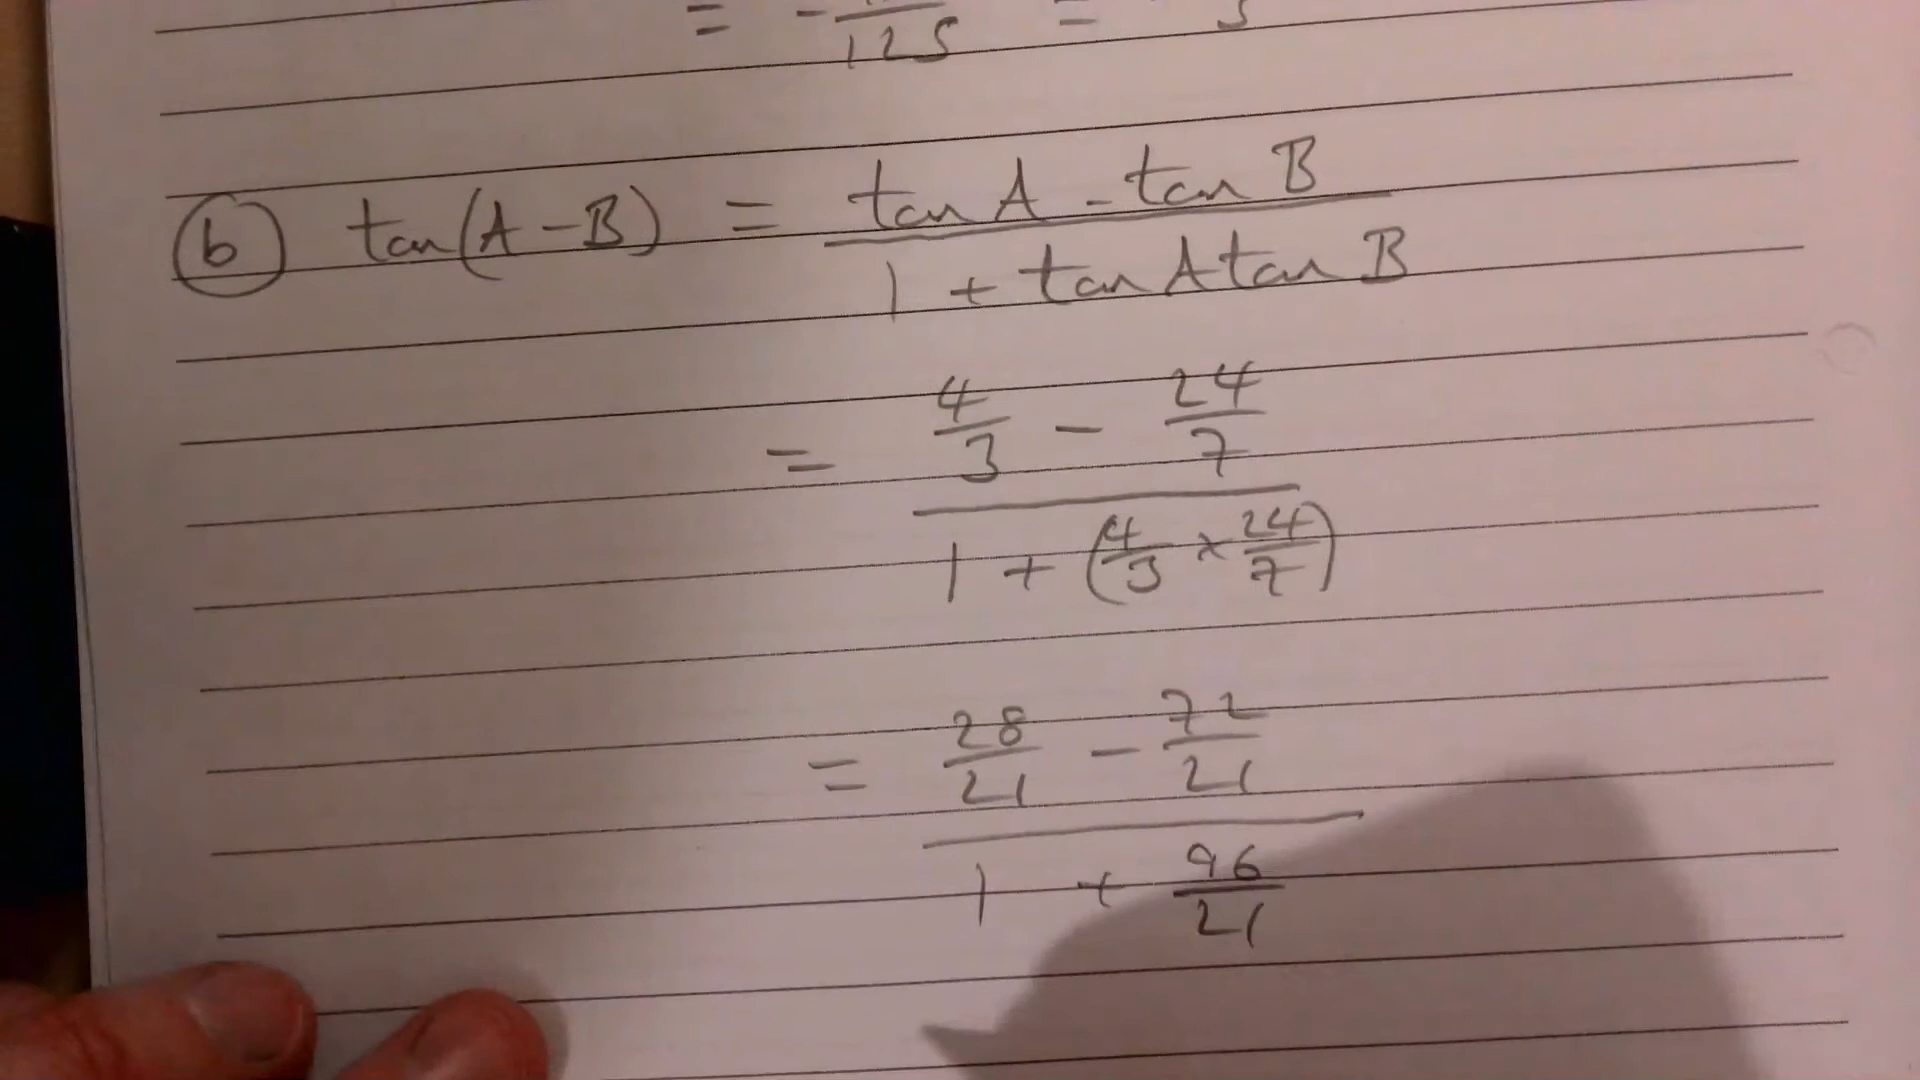 = - /125 =
(b) tan(A-B) = tan A - tan B / 1 + tan A tan B
= 4/3 - 24/7 / 1 + (4/3 × 24/7)
= 28/21 - 72/21 / 1 + 96/21